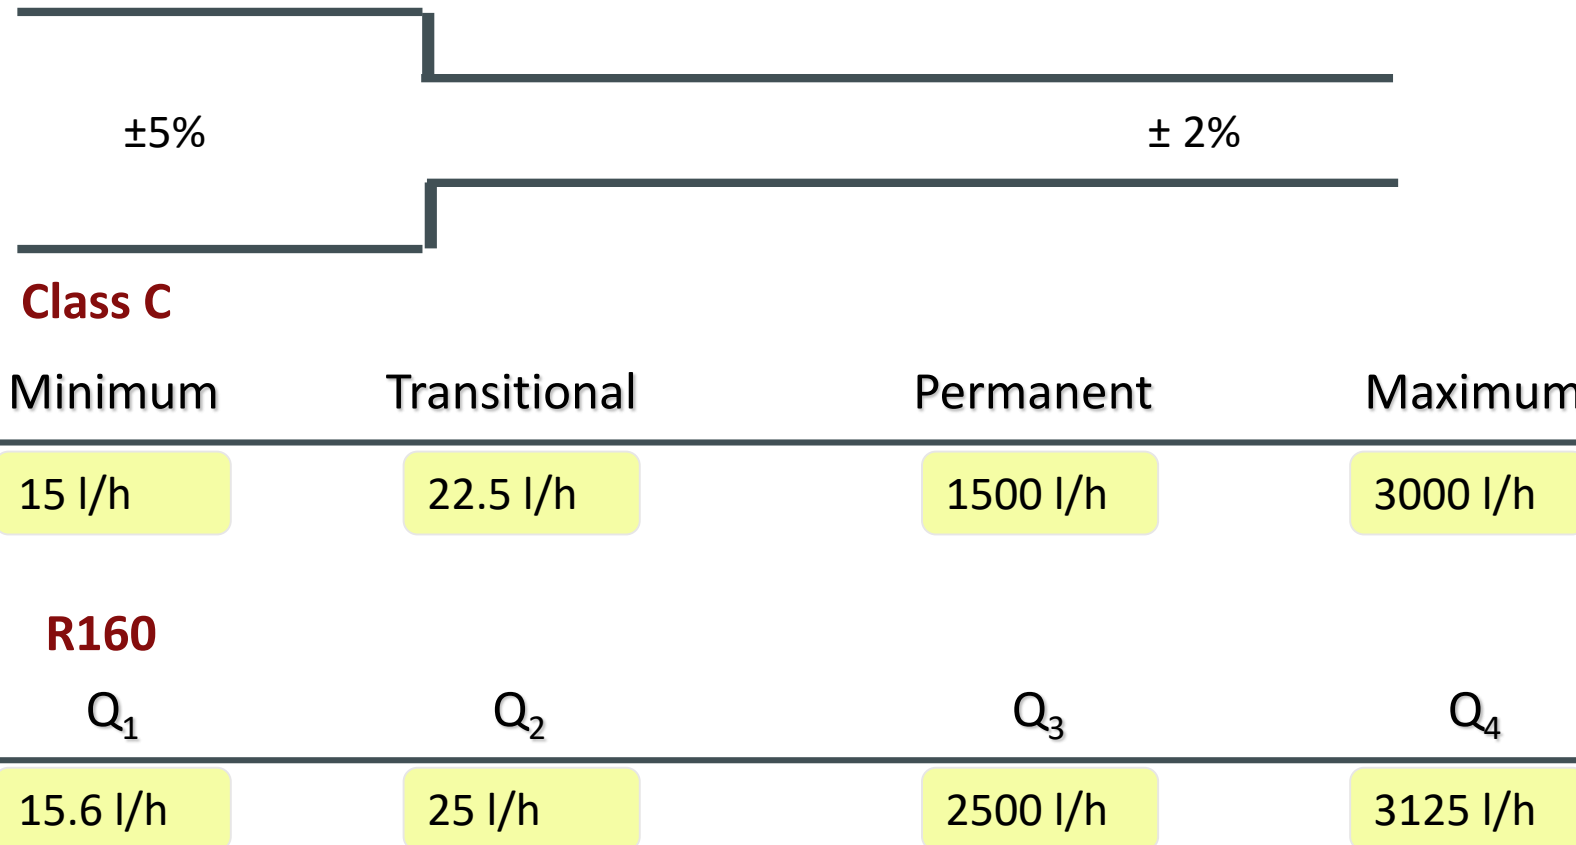 ±5% ± 2%
Class C
Minimum Transitional Permanent Maximum
15 l/h 22.5 l/h 1500 l/h 3000 l/h
R160
Q₁ Q₂ Q₃ Q₄
15.6 l/h 25 l/h 2500 l/h 3125 l/h